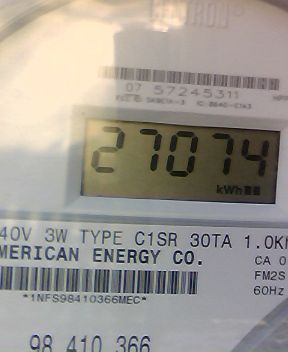 07 57245311
27074
kWh
40V 3W TYPE C1SR 30TA 1.0K
MERICAN ENERGY CO.
CA 0
FM2S
60Hz
*1NFS98410366MEC*
98 410 366